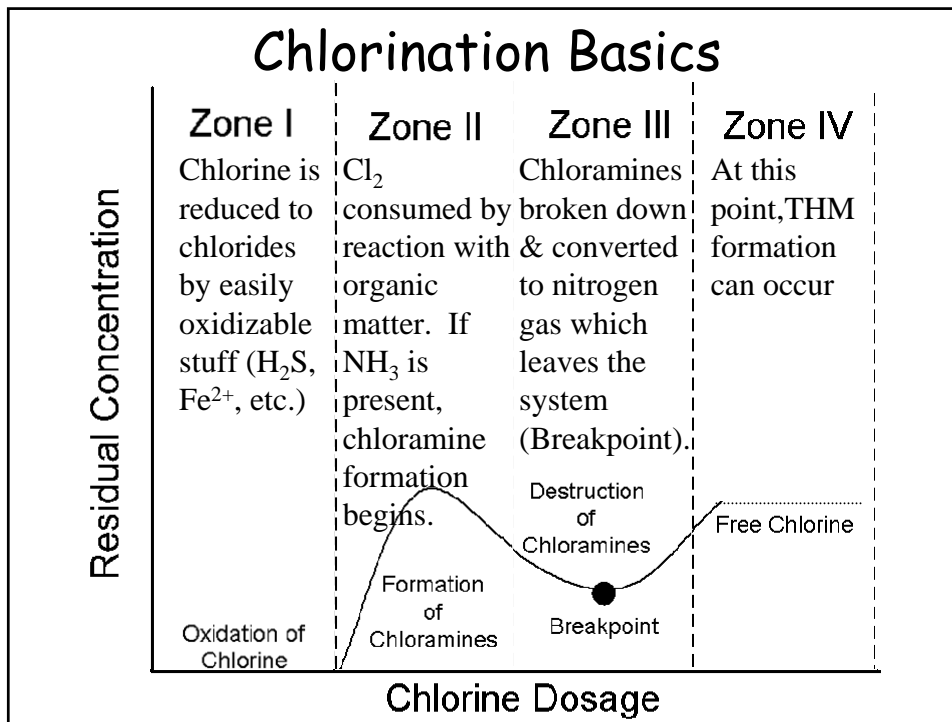 Chlorination Basics
Residual Concentration
Zone I
Chlorine is
reduced to
chlorides
by easily
oxidizable
stuff (H₂S,
Fe²⁺, etc.)
Oxidation of
Chlorine
Zone II
Cl₂
consumed by
reaction with
organic
matter. If
NH₃ is
present,
chloramine
formation
begins.
Formation
of
Chloramines
Zone III
Chloramines
broken down
& converted
to nitrogen
gas which
leaves the
system
(Breakpoint).
Destruction
of
Chloramines
Breakpoint
Zone IV
At this
point,THM
formation
can occur
Free Chlorine
Chlorine Dosage